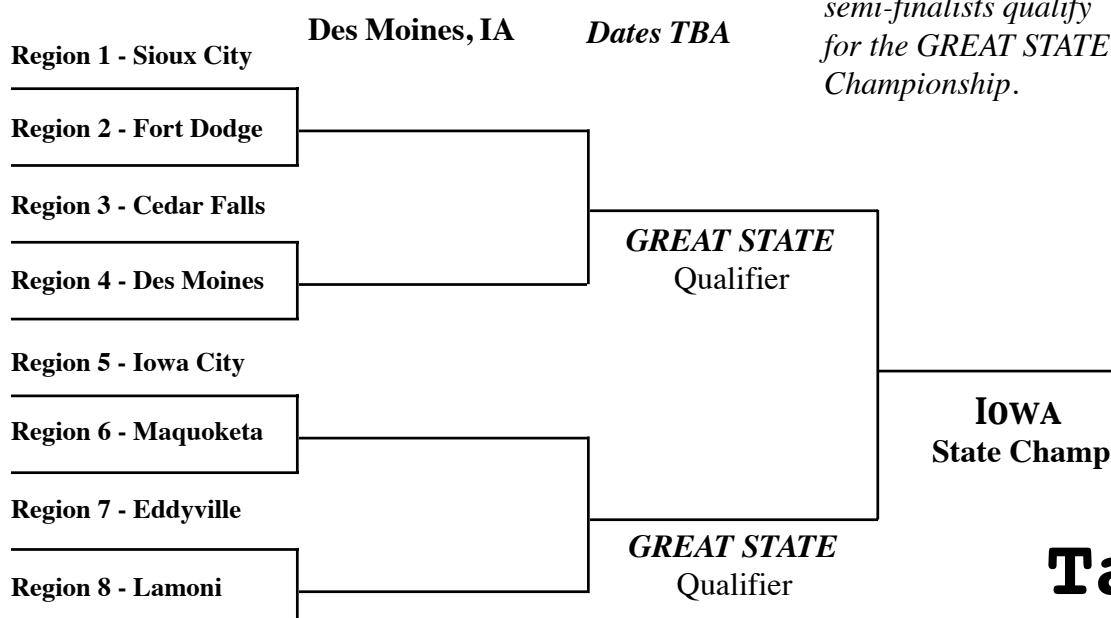 semi-finalists qualify
Des Moines, IA
Dates TBA
for the GREAT STATE
Region 1 - Sioux City
Championship.
Region 2 - Fort Dodge
Region 3 - Cedar Falls
GREAT STATE
Region 4 - Des Moines
Qualifier
Region 5 - Iowa City
IOWA
Region 6 - Maquoketa
State Champ
Region 7 - Eddyville
GREAT STATE
Region 8 - Lamoni
Qualifier
Ta